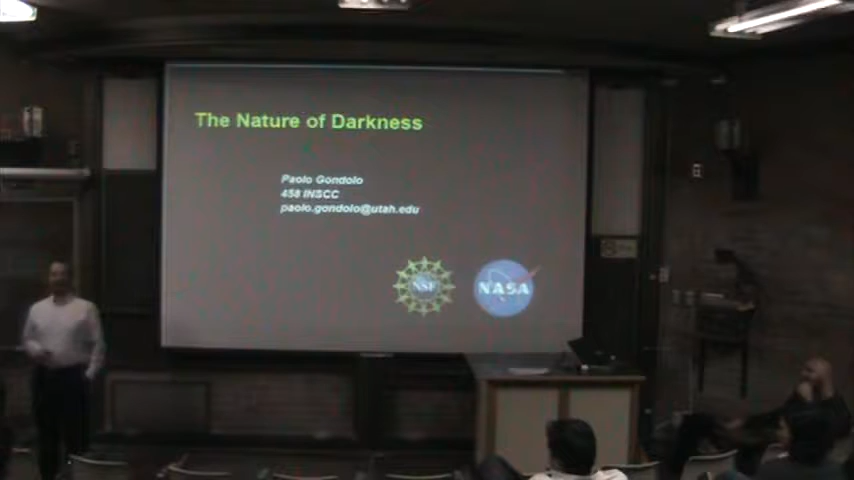 The Nature of Darkness
Paolo Gondolo
458 INSCC
paolo.gondolo@utah.edu
NSF
NASA